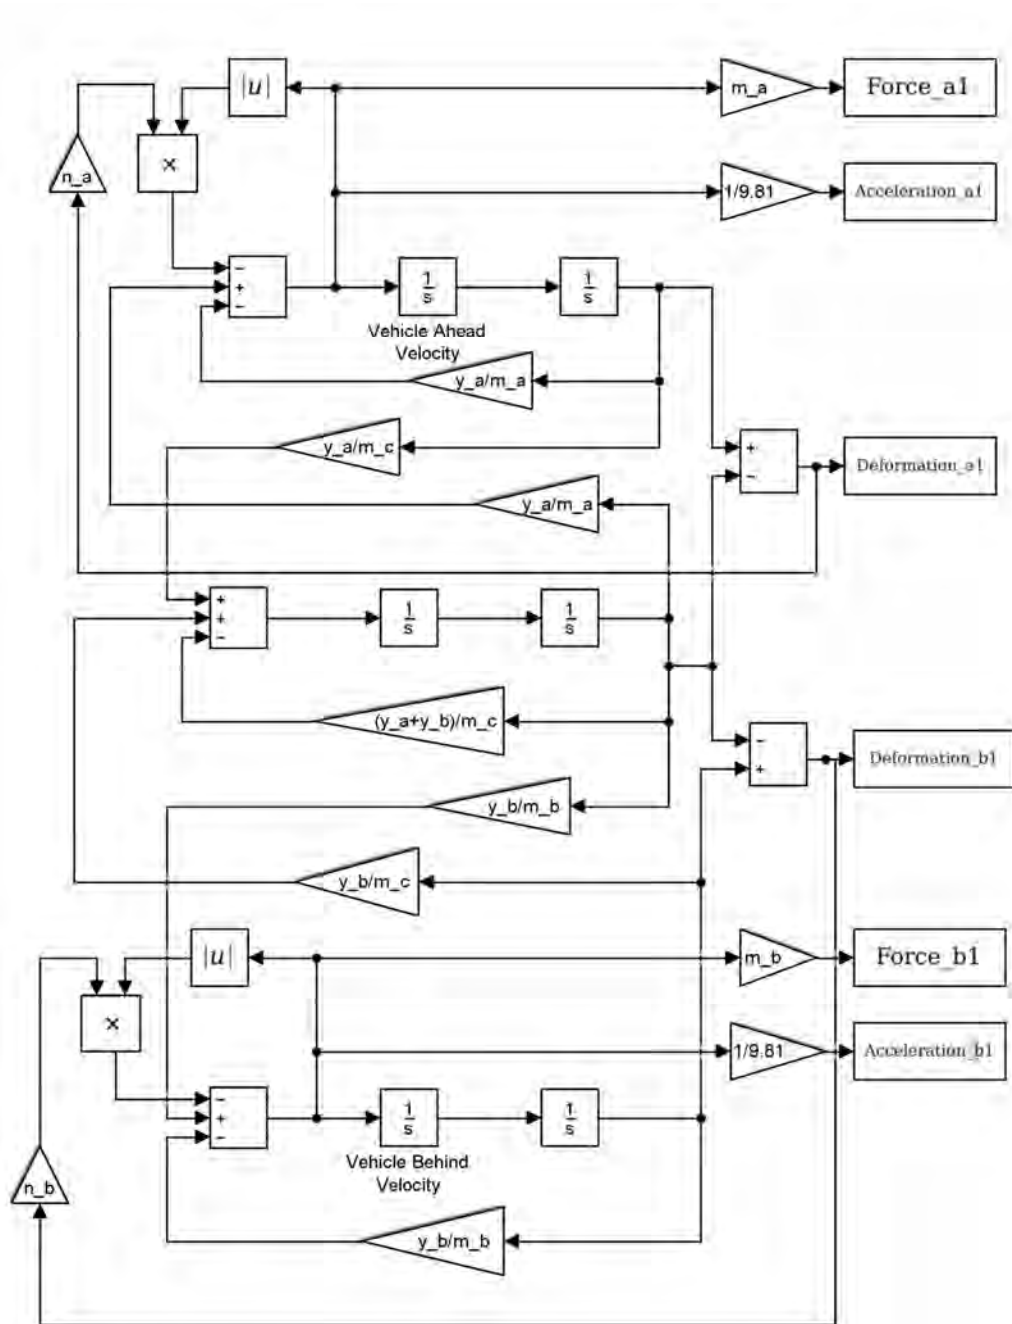 |u|
m_a
Force_a1
n_a
×
1/9.81
Acceleration_a1
−
+
−
1
s
1
s
Vehicle Ahead
Velocity
y_a/m_a
y_a/m_c
+
−
Deformation_a1
y_a/m_a
+
+
−
1
s
1
s
(y_a+y_b)/m_c
−
+
Deformation_b1
y_b/m_b
y_b/m_c
|u|
m_b
Force_b1
×
1/9.81
Acceleration_b1
−
+
−
1
s
1
s
Vehicle Behind
Velocity
n_b
y_b/m_b